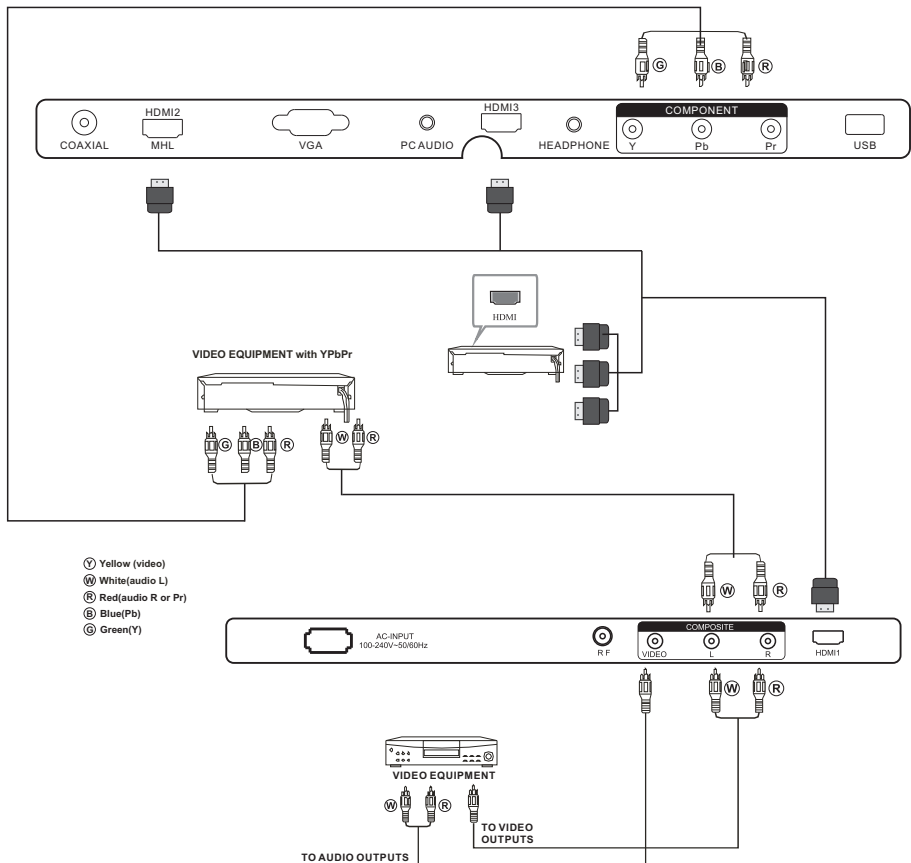 G B R
HDMI2
HDMI3
COMPONENT
COAXIAL MHL VGA PC AUDIO HEADPHONE Y Pb Pr USB
HDMI
VIDEO EQUIPMENT with YPbPr
G B R W R
Y Yellow (video)
W White(audio L)
R Red(audio R or Pr)
B Blue(Pb)
G Green(Y)
W R
AC-INPUT
100-240V~50/60Hz
COMPOSITE
R F VIDEO L R HDMI1
W R
VIDEO EQUIPMENT
W R
TO VIDEO
OUTPUTS
TO AUDIO OUTPUTS